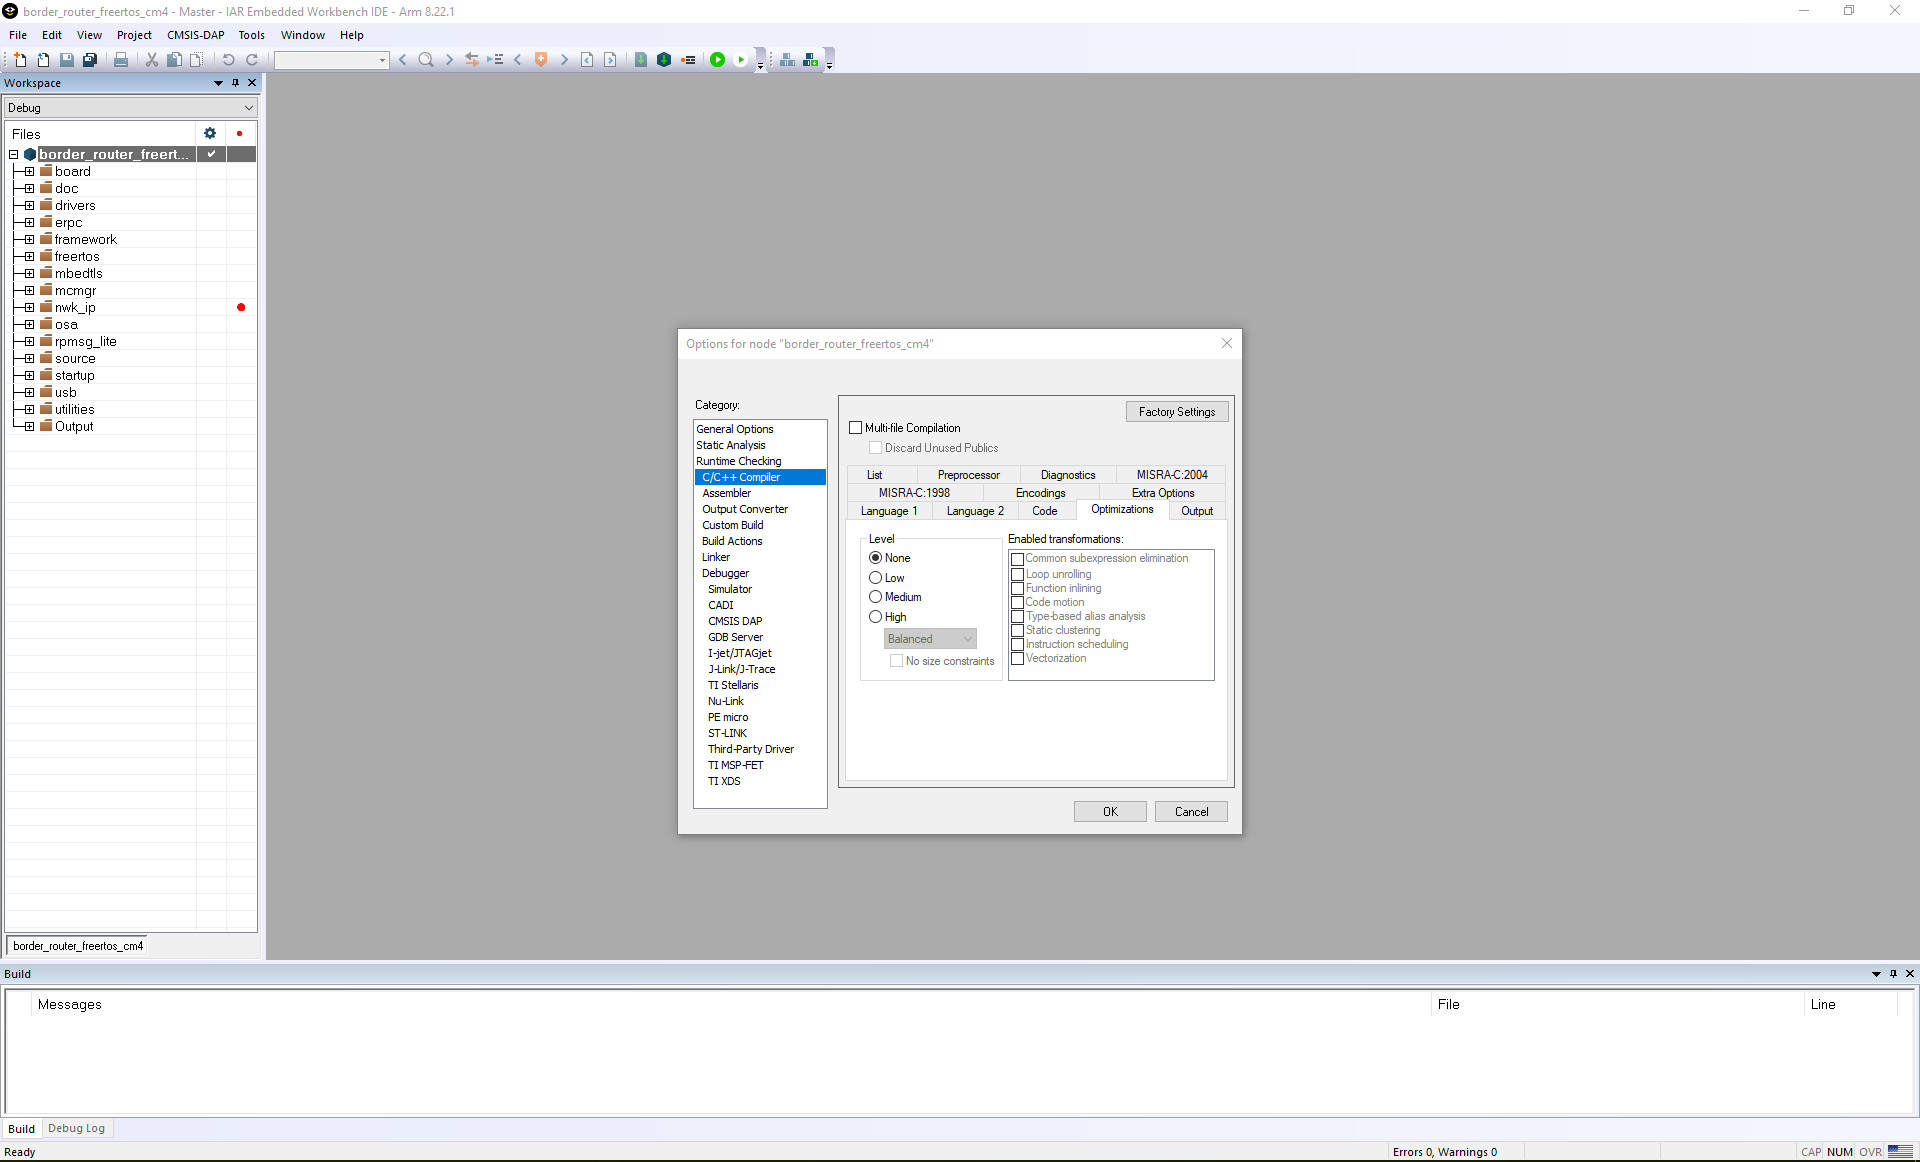 border_router_freertos_cm4 - Master - IAR Embedded Workbench IDE - Arm 8.22.1
File Edit View Project CMSIS-DAP Tools Window Help
Workspace
Debug
Files
border_router_freert...
board
doc
drivers
erpc
framework
freertos
mbedtls
mcmgr
nwk_ip
osa
rpmsg_lite
source
startup
usb
utilities
Output
border_router_freertos_cm4
Options for node "border_router_freertos_cm4"
Category:
General Options
Static Analysis
Runtime Checking
C/C++ Compiler
Assembler
Output Converter
Custom Build
Build Actions
Linker
Debugger
Simulator
CADI
CMSIS DAP
GDB Server
I-jet/JTAGjet
J-Link/J-Trace
TI Stellaris
Nu-Link
PE micro
ST-LINK
Third-Party Driver
TI MSP-FET
TI XDS
Factory Settings
Multi-file Compilation
Discard Unused Publics
List Preprocessor Diagnostics MISRA-C:2004
MISRA-C:1998 Encodings Extra Options
Language 1 Language 2 Code Optimizations Output
Level
None
Low
Medium
High
Balanced
No size constraints
Enabled transformations:
Common subexpression elimination
Loop unrolling
Function inlining
Code motion
Type-based alias analysis
Static clustering
Instruction scheduling
Vectorization
OK Cancel
Build
Messages File Line
Build Debug Log
Ready Errors 0, Warnings 0 CAP NUM OVR